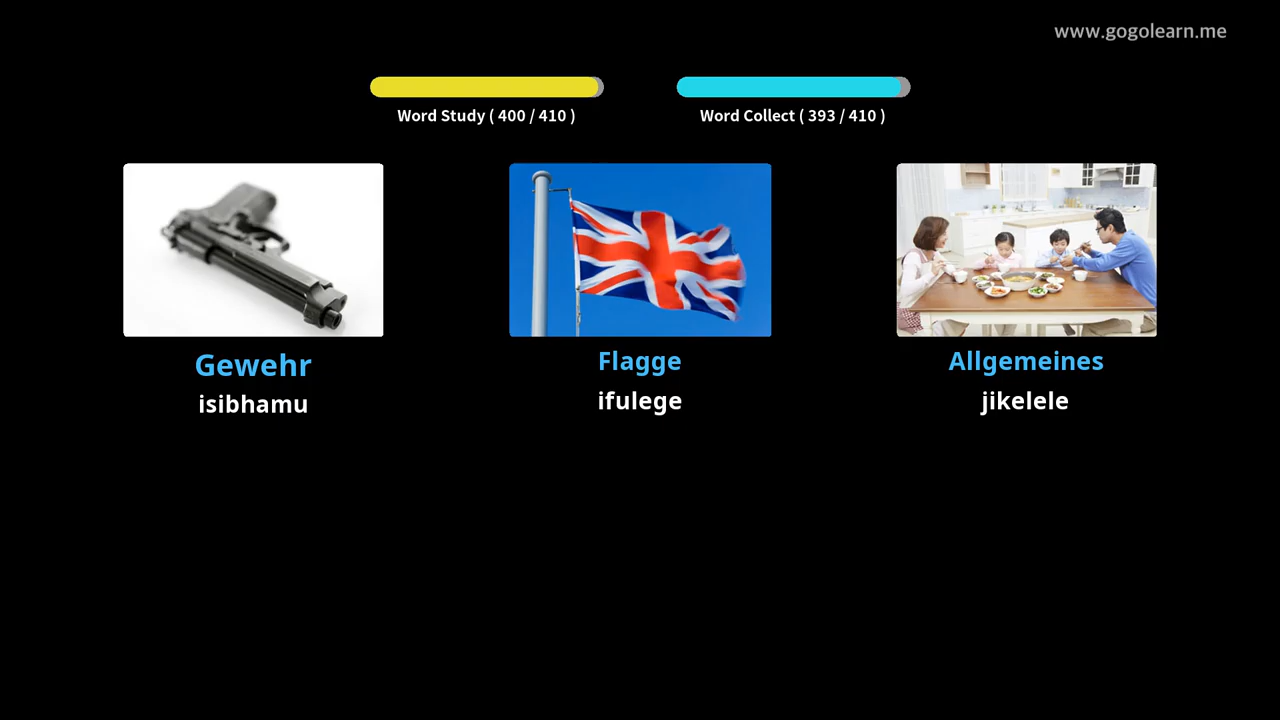 www.gogolearn.me
Word Study ( 400 / 410 )
Word Collect ( 393 / 410 )
Gewehr
isibhamu
Flagge
ifulege
Allgemeines
jikelele